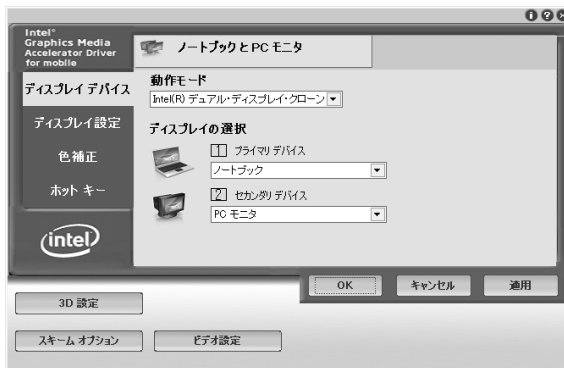 Intel®
Graphics Media
Accelerator Driver
for mobile
ノートブックとPCモニタ
ディスプレイ デバイス
ディスプレイ設定
色補正
ホット キー
動作モード
Intel(R) デュアル・ディスプレイ・クローン
ディスプレイの選択
1 プライマリ デバイス
ノートブック
2 セカンダリ デバイス
PC モニタ
intel
OK
キャンセル
適用
3D 設定
スキーム オプション
ビデオ設定